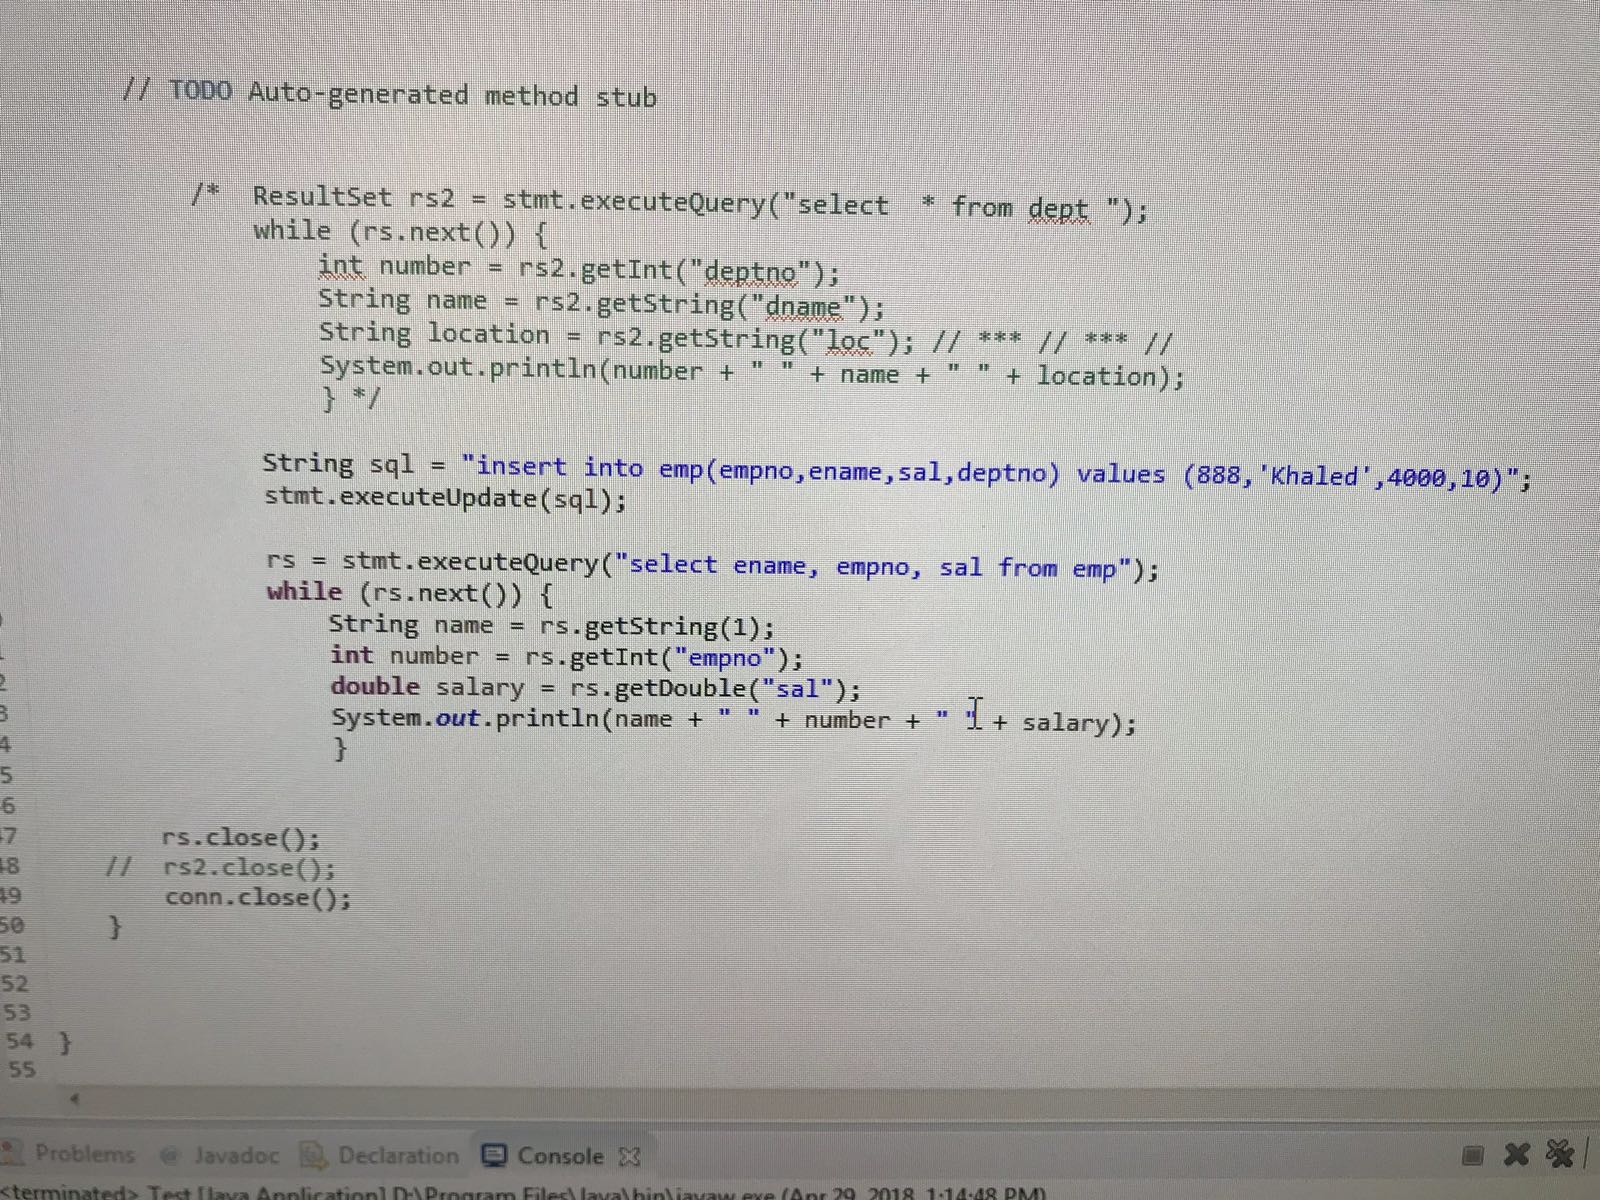 // TODO Auto-generated method stub
/* ResultSet rs2 = stmt.executeQuery("select  * from dept ");
while (rs.next()) {
int number = rs2.getInt("deptno");
String name = rs2.getString("dname");
String location = rs2.getString("loc"); // *** // *** //
System.out.println(number + " " + name + " " + location);
} */
String sql = "insert into emp(empno,ename,sal,deptno) values (888,'Khaled',4000,10)";
stmt.executeUpdate(sql);
rs = stmt.executeQuery("select ename, empno, sal from emp");
while (rs.next()) {
String name = rs.getString(1);
int number = rs.getInt("empno");
2 double salary = rs.getDouble("sal");
3 System.out.println(name + " " + number + " " + salary);
4 }
5
6
47 rs.close();
48 // rs2.close();
49 conn.close();
50 }
51
52
53
54 }
55
Problems @ Javadoc Declaration Console
<terminated> Test [Java Application] D:\Program Files\Java\bin\javaw.exe (Apr 29, 2018, 1:14:48 PM)